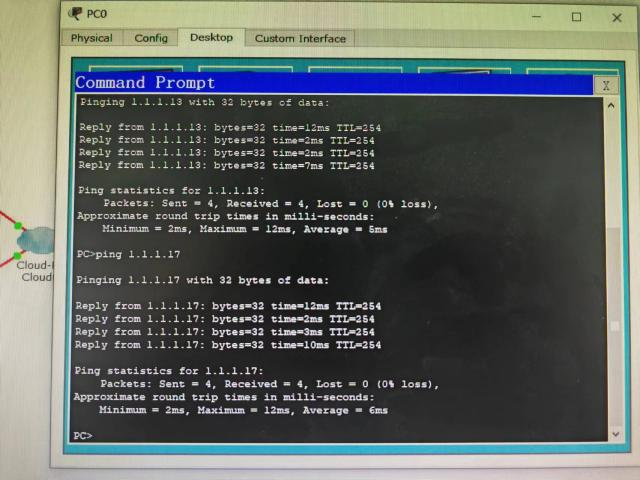 PC0
Physical Config Desktop Custom Interface
Command Prompt
X
Pinging 1.1.1.13 with 32 bytes of data:
Reply from 1.1.1.13: bytes=32 time=12ms TTL=254
Reply from 1.1.1.13: bytes=32 time=2ms TTL=254
Reply from 1.1.1.13: bytes=32 time=2ms TTL=254
Reply from 1.1.1.13: bytes=32 time=7ms TTL=254
Ping statistics for 1.1.1.13:
Packets: Sent = 4, Received = 4, Lost = 0 (0% loss),
Approximate round trip times in milli-seconds:
Minimum = 2ms, Maximum = 12ms, Average = 5ms
PC>ping 1.1.1.17
Pinging 1.1.1.17 with 32 bytes of data:
Reply from 1.1.1.17: bytes=32 time=12ms TTL=254
Reply from 1.1.1.17: bytes=32 time=2ms TTL=254
Reply from 1.1.1.17: bytes=32 time=3ms TTL=254
Reply from 1.1.1.17: bytes=32 time=10ms TTL=254
Ping statistics for 1.1.1.17:
Packets: Sent = 4, Received = 4, Lost = 0 (0% loss),
Approximate round trip times in milli-seconds:
Minimum = 2ms, Maximum = 12ms, Average = 6ms
PC>
Cloud-
Cloud